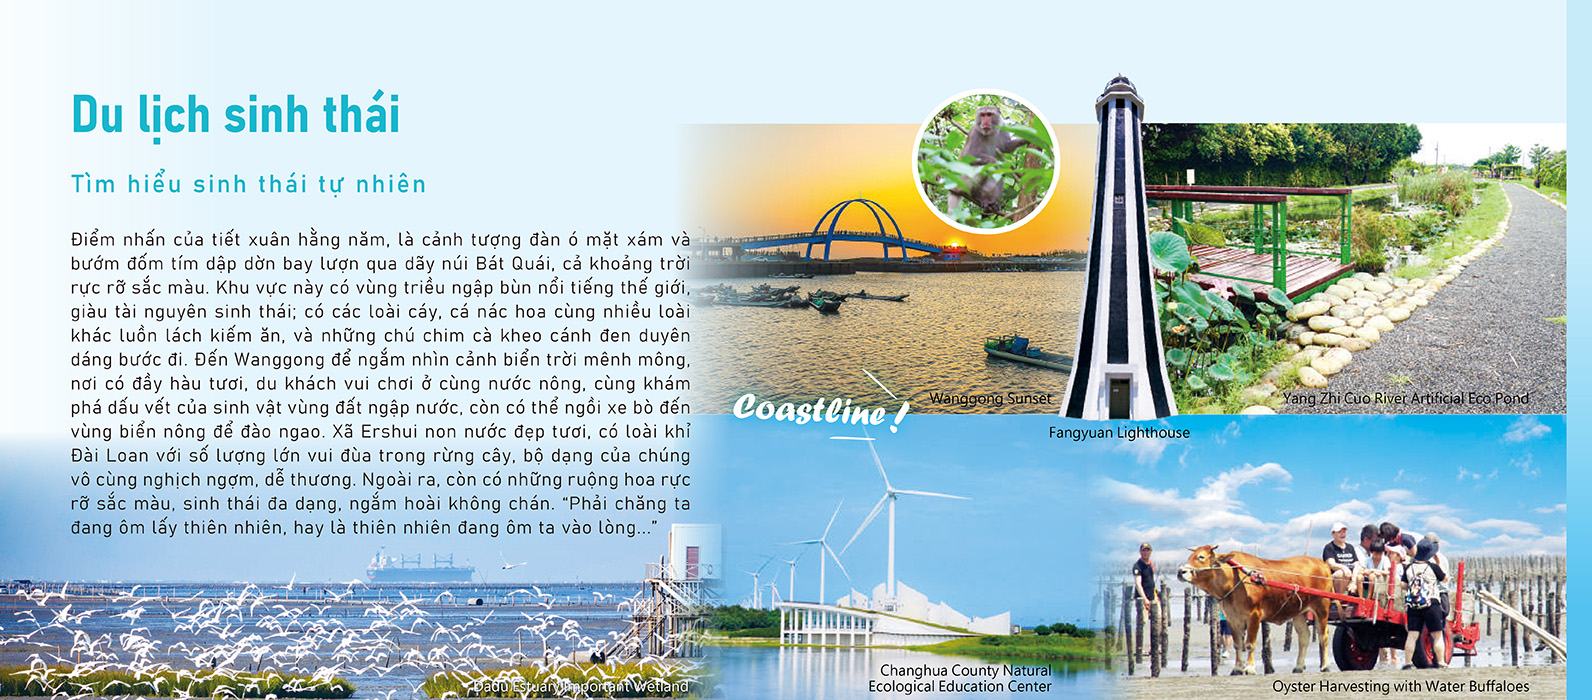 Du lịch sinh thái
Tìm hiểu sinh thái tự nhiên
Điểm nhấn của tiết xuân hằng năm, là cảnh tượng đàn ó mặt xám và
bướm đốm tím dập dờn bay lượn qua dãy núi Bát Quái, cả khoảng trời
rực rỡ sắc màu. Khu vực này có vùng triều ngập bùn nổi tiếng thế giới,
giàu tài nguyên sinh thái; có các loài cáy, cá nác hoa cùng nhiều loài
khác luồn lách kiếm ăn, và những chú chim cà kheo cánh đen duyên
dáng bước đi. Đến Wanggong để ngắm nhìn cảnh biển trời mênh mông,
nơi có đầy hàu tươi, du khách vui chơi ở cùng nước nông, cùng khám
phá dấu vết của sinh vật vùng đất ngập nước, còn có thể ngồi xe bò đến
vùng biển nông để đào ngao. Xã Ershui non nước đẹp tươi, có loài khỉ
Đài Loan với số lượng lớn vui đùa trong rừng cây, bộ dạng của chúng
vô cùng nghịch ngợm, dễ thương. Ngoài ra, còn có những ruộng hoa rực
rỡ sắc màu, sinh thái đa dạng, ngắm hoài không chán. “Phải chăng ta
đang ôm lấy thiên nhiên, hay là thiên nhiên đang ôm ta vào lòng...”
Dadu Estuary Important Wetland
Coastline!
Wanggong Sunset
Fangyuan Lighthouse
Yang Zhi Cuo River Artificial Eco Pond
Changhua County Natural
Ecological Education Center
Oyster Harvesting with Water Buffaloes